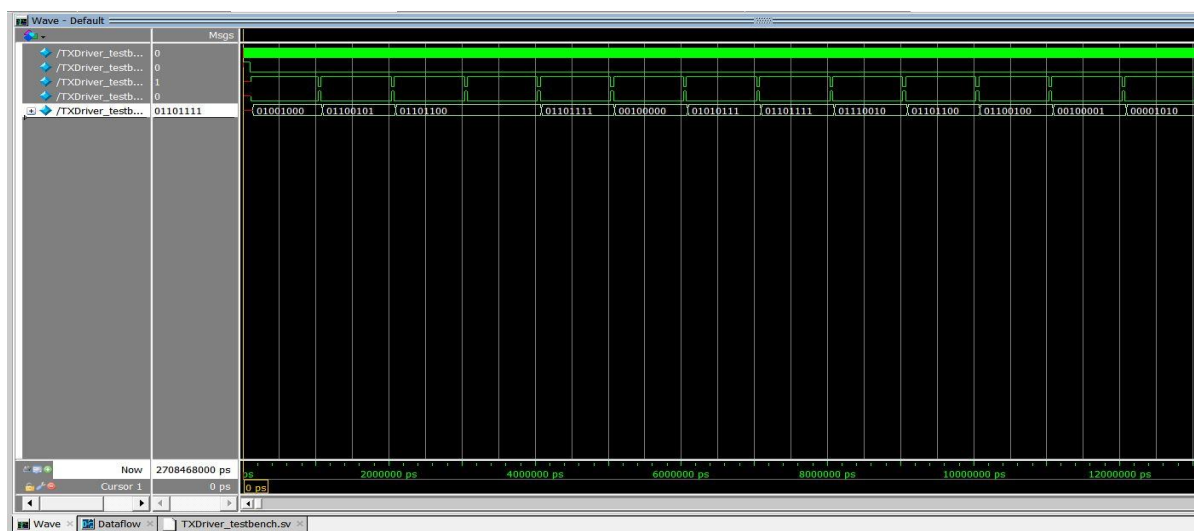 Wave - Default
Msgs
/TXDriver_testb... 0
/TXDriver_testb... 0
/TXDriver_testb... 1
/TXDriver_testb... 0
/TXDriver_testb... 01101111 01001000 01100101 01101100 01101111 00100000 01010111 01101111 01110010 01101100 01100100 00100001 00001010
Now 2708468000 ps ps 2000000 ps 4000000 ps 6000000 ps 8000000 ps 10000000 ps 12000000 ps
Cursor 1 0 ps 0 ps
Wave Dataflow TXDriver_testbench.sv